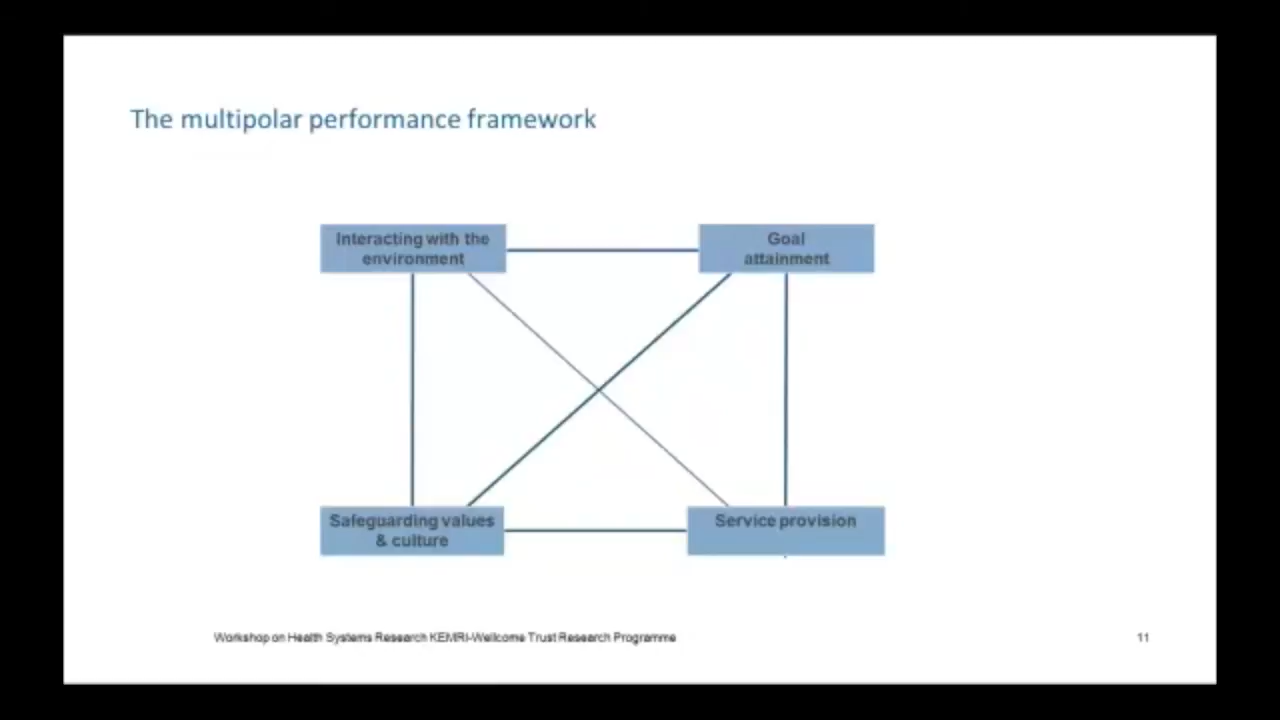 The multipolar performance framework
Interacting with the
environment
Goal
attainment
Safeguarding values
& culture
Service provision
Workshop on Health Systems Research KEMRI-Wellcome Trust Research Programme
11